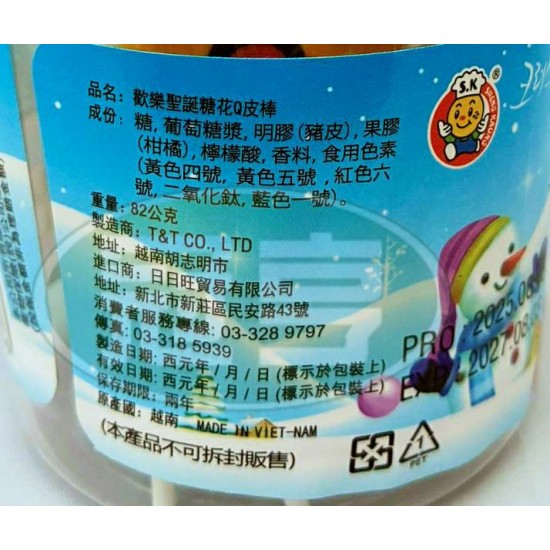 S.K
SHENG KWANG
®
品名: 歡樂聖誕糖花Q皮棒
成份: 糖, 葡萄糖漿, 明膠(豬皮), 果膠
(柑橘), 檸檬酸, 香料, 食用色素
(黃色四號, 黃色五號, 紅色六
號, 二氧化鈦, 藍色一號)。
重量: 82公克
製造商: T&T CO., LTD
地址: 越南胡志明市
進口商: 日日旺貿易有限公司
地址: 新北市新莊區民安路43號
消費者服務專線: 03-328 9797
傳真: 03-318 5939
製造日期: 西元年/月/日(標示於包裝上)
有效日期: 西元年/月/日(標示於包裝上)
保存期限: 兩年
原產國: 越南 MADE IN VIET-NAM
(本產品不可拆封販售)
PRO : 2025.08
EXP : 2027.08
1
PET